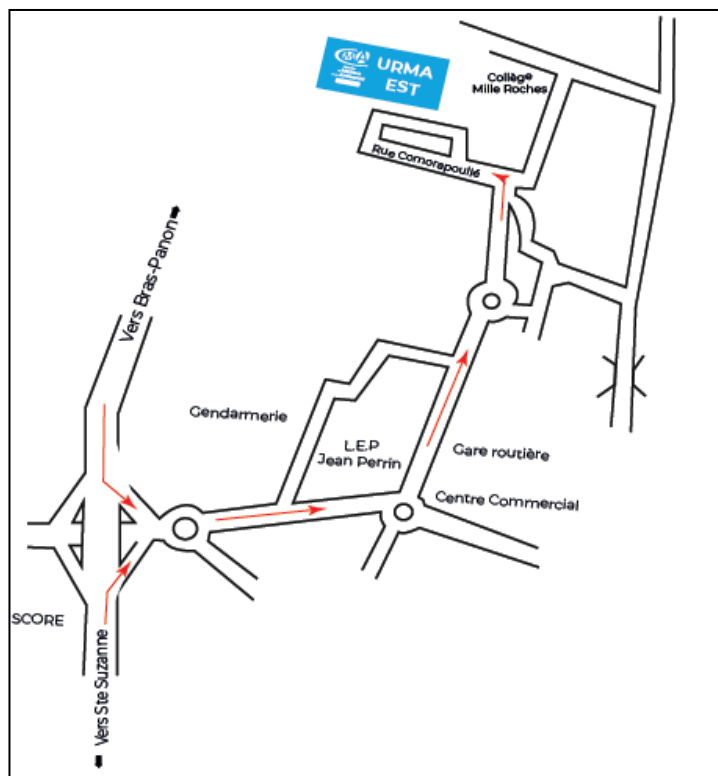 CMA
URMA
EST
Collège
Mille Roches
Rue Comorapoullé
Vers Bras-Panon
Gendarmerie
L.E.P
Jean Perrin
Gare routière
Centre Commercial
SCORE
Vers Ste Suzanne